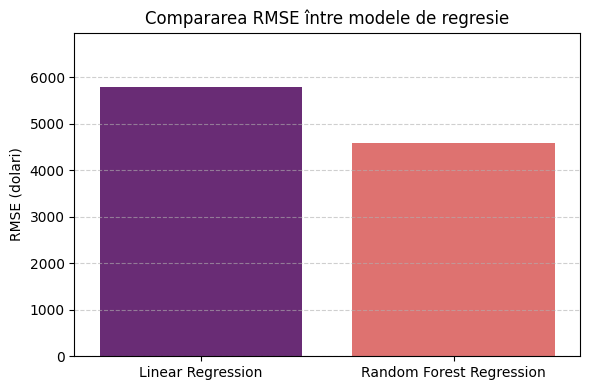 Compararea RMSE între modele de regresie
RMSE (dolari)
6000
5000
4000
3000
2000
1000
0
Linear Regression
Random Forest Regression